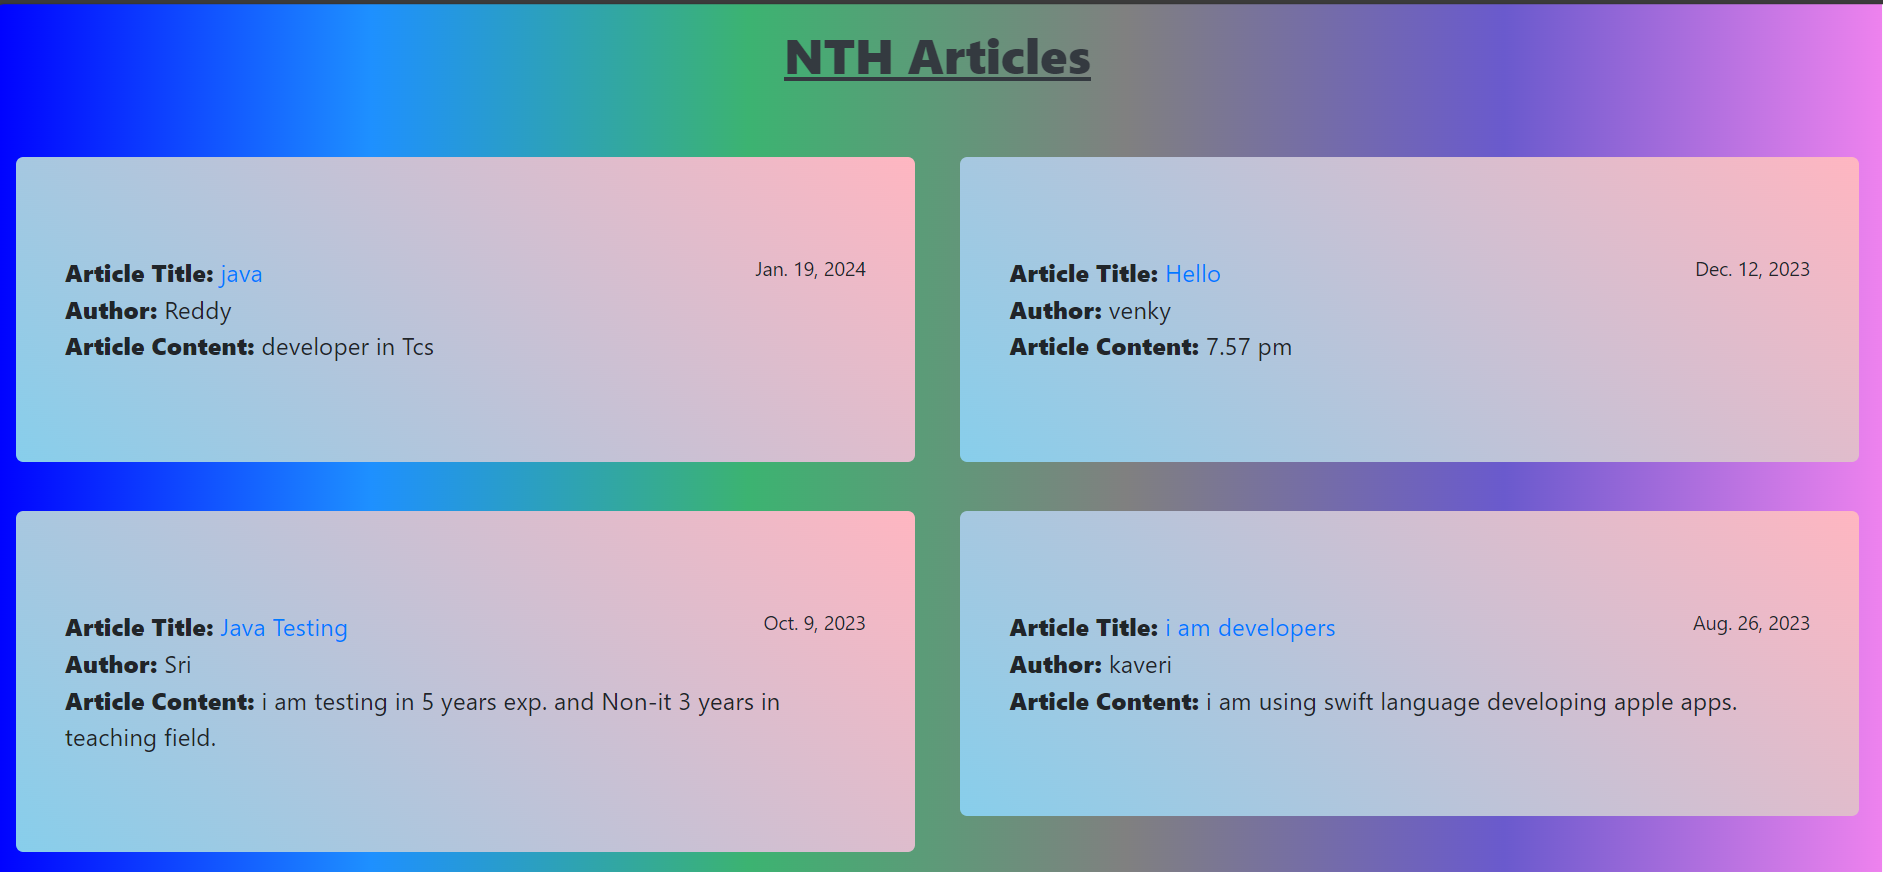 NTH Articles
Article Title: java
Jan. 19, 2024
Author: Reddy
Article Content: developer in Tcs
Article Title: Hello
Dec. 12, 2023
Author: venky
Article Content: 7.57 pm
Article Title: Java Testing
Oct. 9, 2023
Author: Sri
Article Content: i am testing in 5 years exp. and Non-it 3 years in
teaching field.
Article Title: i am developers
Aug. 26, 2023
Author: kaveri
Article Content: i am using swift language developing apple apps.